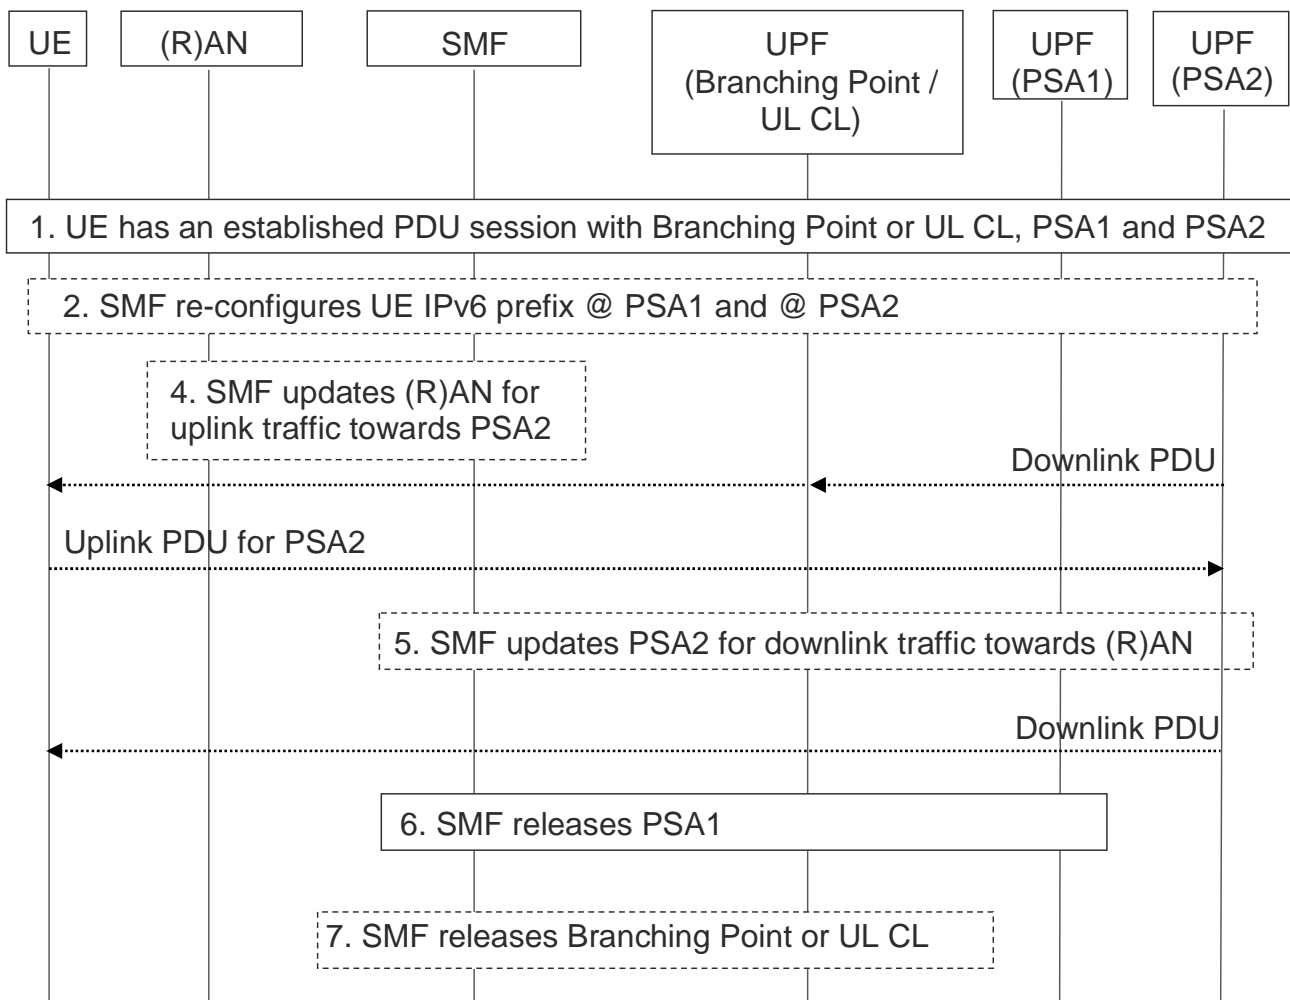 UE
(R)AN
SMF
UPF
(Branching Point /
UL CL)
UPF
(PSA1)
UPF
(PSA2)
1. UE has an established PDU session with Branching Point or UL CL, PSA1 and PSA2
2. SMF re-configures UE IPv6 prefix @ PSA1 and @ PSA2
4. SMF updates (R)AN for
uplink traffic towards PSA2
Downlink PDU
Uplink PDU for PSA2
5. SMF updates PSA2 for downlink traffic towards (R)AN
Downlink PDU
6. SMF releases PSA1
7. SMF releases Branching Point or UL CL